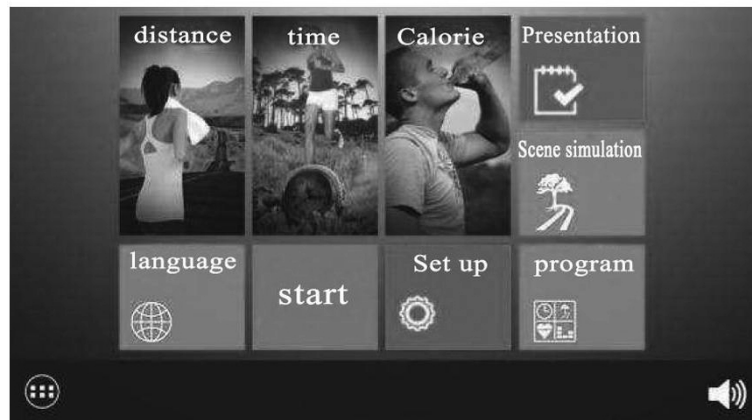 distance
time
Calorie
Presentation
Scene simulation
language
start
Set up
program